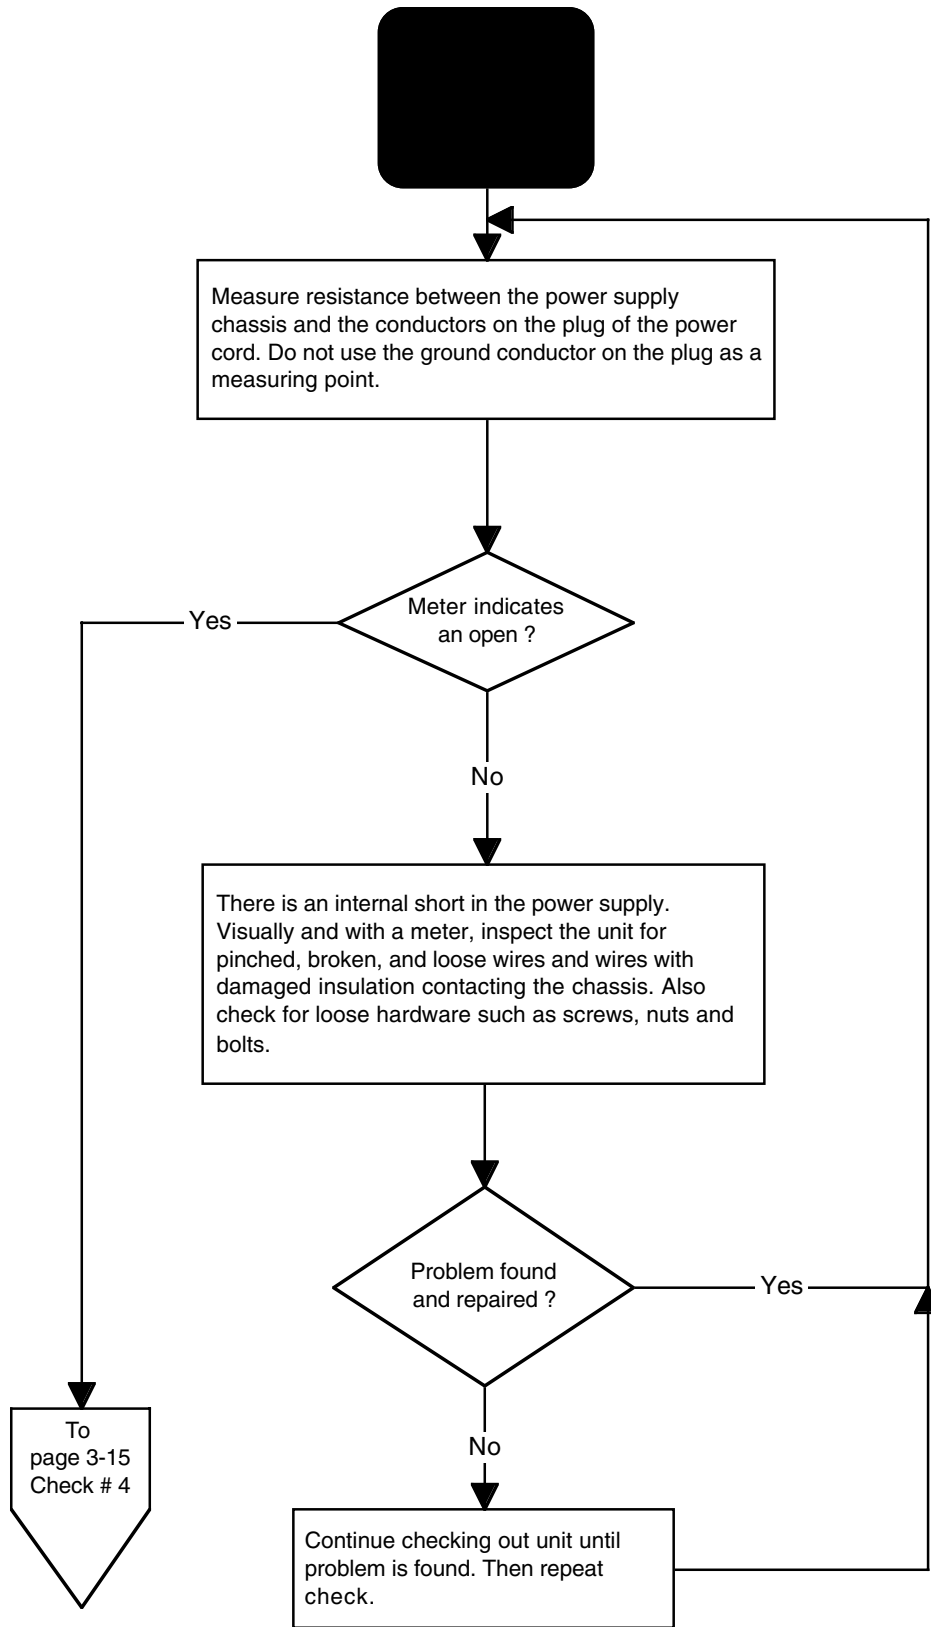 Measure resistance between the power supply
chassis and the conductors on the plug of the power
cord. Do not use the ground conductor on the plug as a
measuring point.
Meter indicates
an open ?
Yes
No
There is an internal short in the power supply.
Visually and with a meter, inspect the unit for
pinched, broken, and loose wires and wires with
damaged insulation contacting the chassis. Also
check for loose hardware such as screws, nuts and
bolts.
Problem found
and repaired ?
Yes
No
To
page 3-15
Check # 4
Continue checking out unit until
problem is found. Then repeat
check.